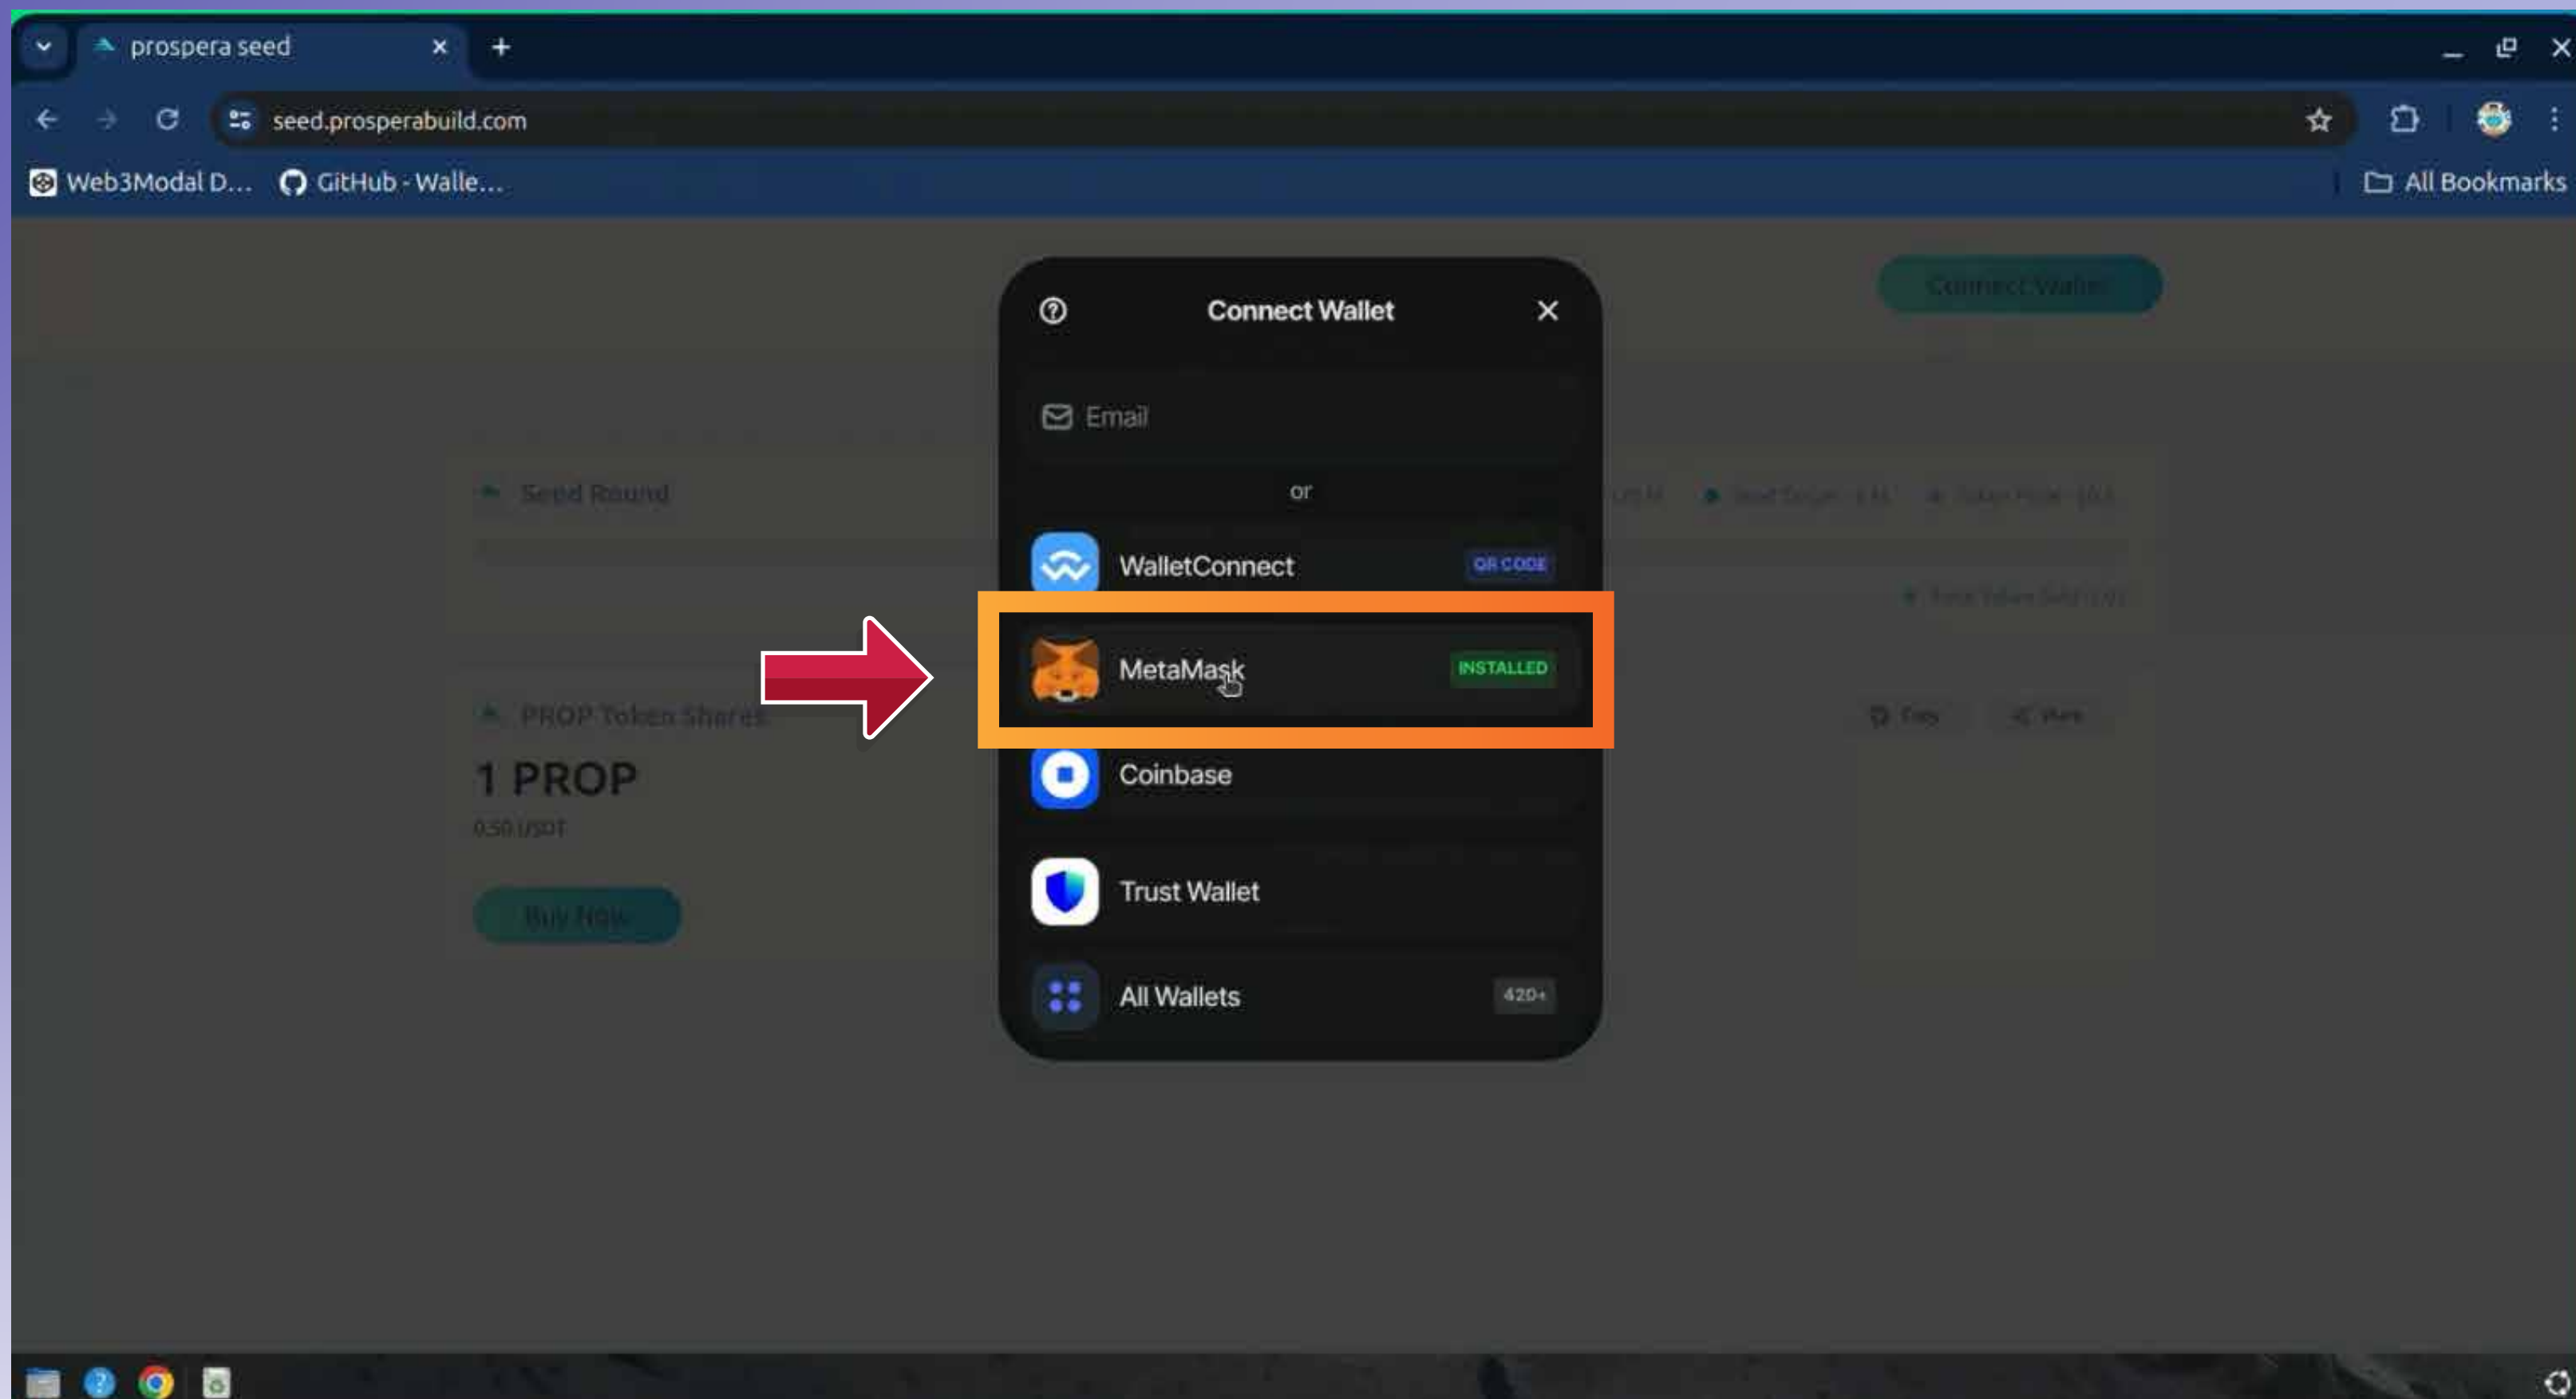 prospera seed
seed.prosperabuild.com
Web3Modal D...
GitHub - Walle...
All Bookmarks
Connect Wallet
Connect Wallet
Email
or
Seed Round
WalletConnect
QR CODE
MetaMask
INSTALLED
PROP Token Shares
Copy
Share
1 PROP
0.50 USDT
Coinbase
Trust Wallet
Buy Now
All Wallets
420+